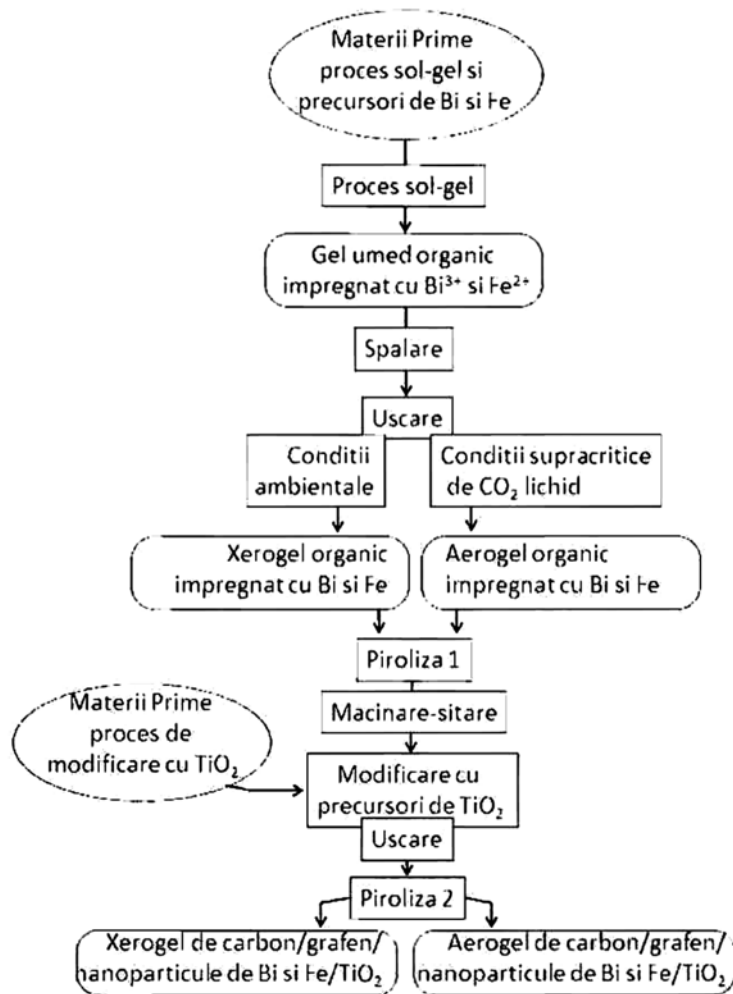 Materii Prime
proces sol-gel si
precursori de Bi si Fe
Proces sol-gel
Gel umed organic
impregnat cu Bi³⁺ si Fe²⁺
Spalare
Uscare
Conditii
ambientale
Conditii supracritice
de CO₂ lichid
Xerogel organic
impregnat cu Bi si Fe
Aerogel organic
impregnat cu Bi si Fe
Piroliza 1
Macinare-sitare
Materii Prime
proces de
modificare cu TiO₂
Modificare cu
precursori de TiO₂
Uscare
Piroliza 2
Xerogel de carbon/grafen/
nanoparticule de Bi si Fe/TiO₂
Aerogel de carbon/grafen/
nanoparticule de Bi si Fe/TiO₂